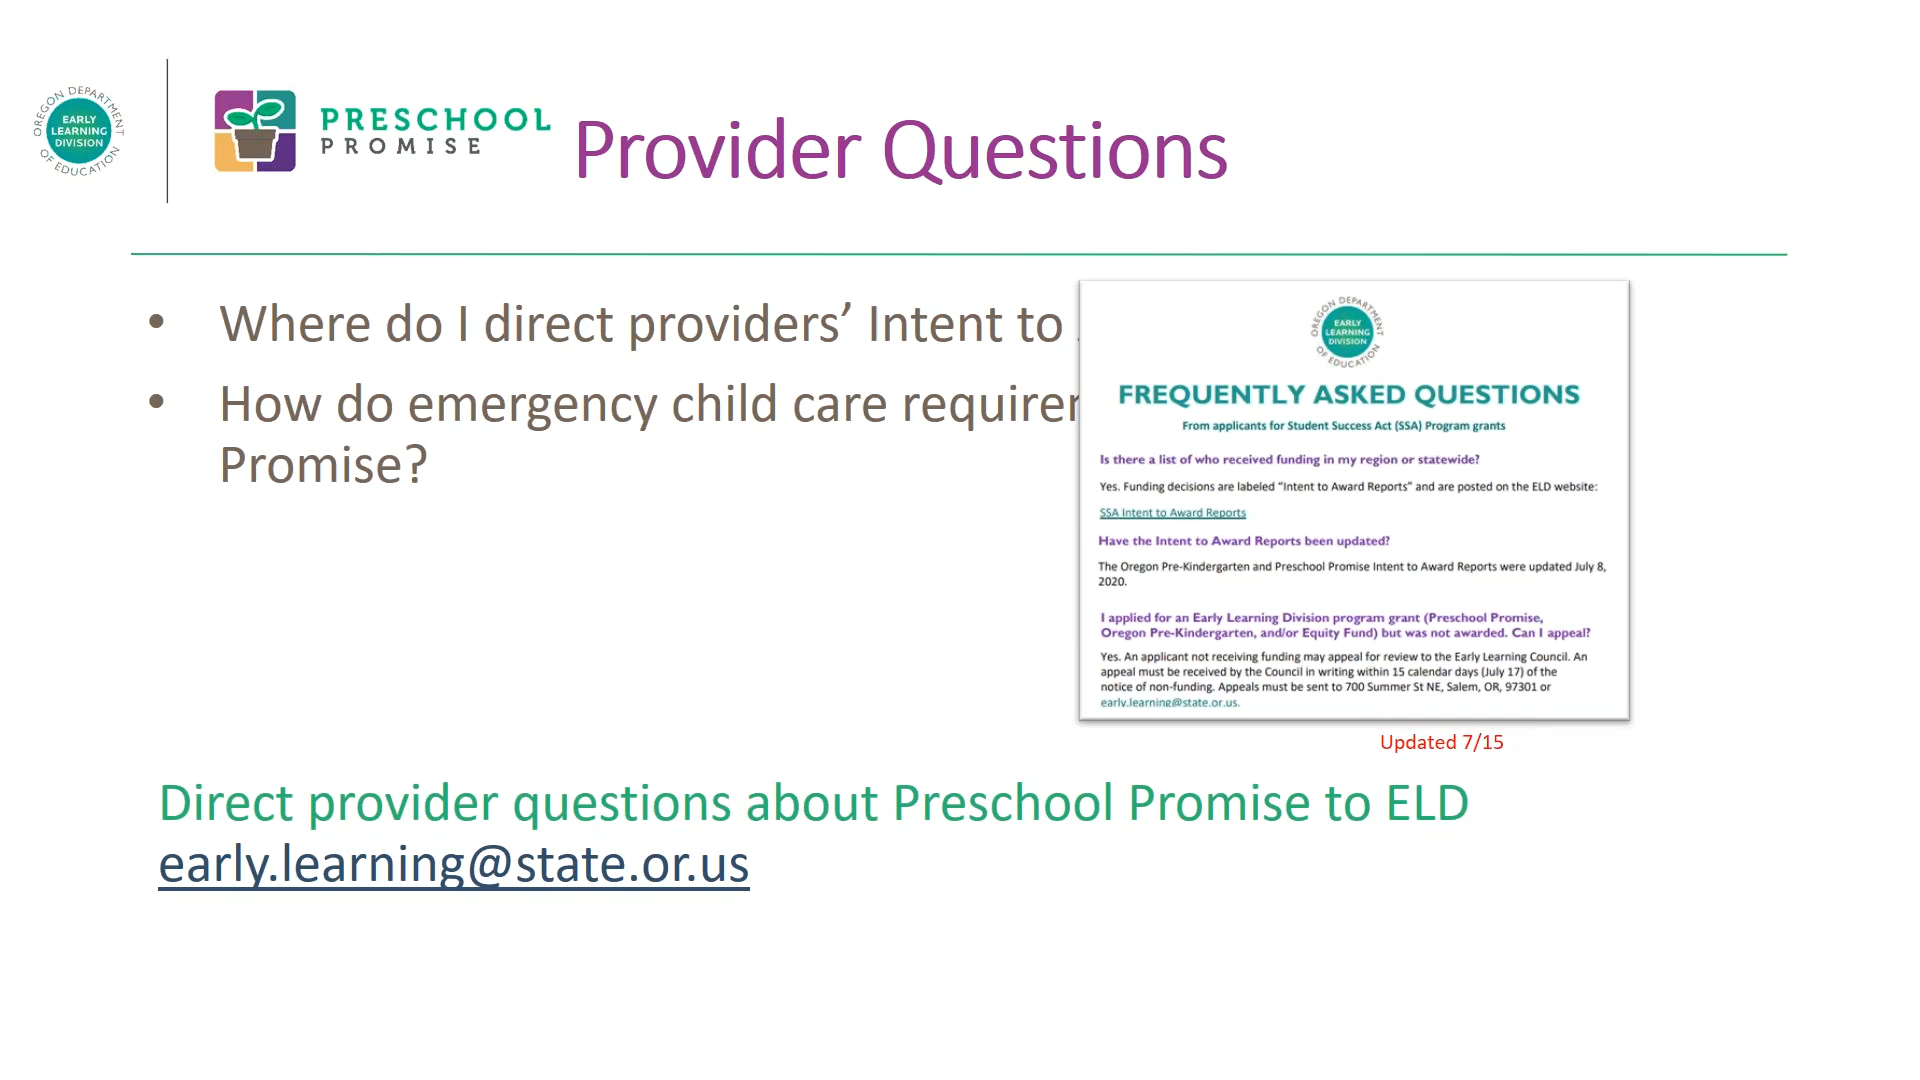 OREGON DEPARTMENT
OF EDUCATION
EARLY
LEARNING
DIVISION
PRESCHOOL
PROMISE
Provider Questions
• Where do I direct providers’ Intent to
• How do emergency child care
Promise?
OREGON DEPARTMENT
OF EDUCATION
EARLY
LEARNING
DIVISION
FREQUENTLY ASKED QUESTIONS
From applicants for Student Success Act (SSA) Program grants
Is there a list of who received funding in my region or statewide?
Yes. Funding decisions are labeled “Intent to Award Reports” and are posted on the ELD website:
SSA Intent to Award Reports
Have the Intent to Award Reports been updated?
The Oregon Pre-Kindergarten and Preschool Promise Intent to Award Reports were updated July 8,
2020.
I applied for an Early Learning Division program grant (Preschool Promise,
Oregon Pre-Kindergarten, and/or Equity Fund) but was not awarded. Can I appeal?
Yes. An applicant not receiving funding may appeal for review to the Early Learning Council. An
appeal must be received by the Council in writing within 15 calendar days (July 17) of the
notice of non-funding. Appeals must be sent to 700 Summer St NE, Salem, OR, 97301 or
early.learning@state.or.us.
Updated 7/15
Direct provider questions about Preschool Promise to ELD
early.learning@state.or.us